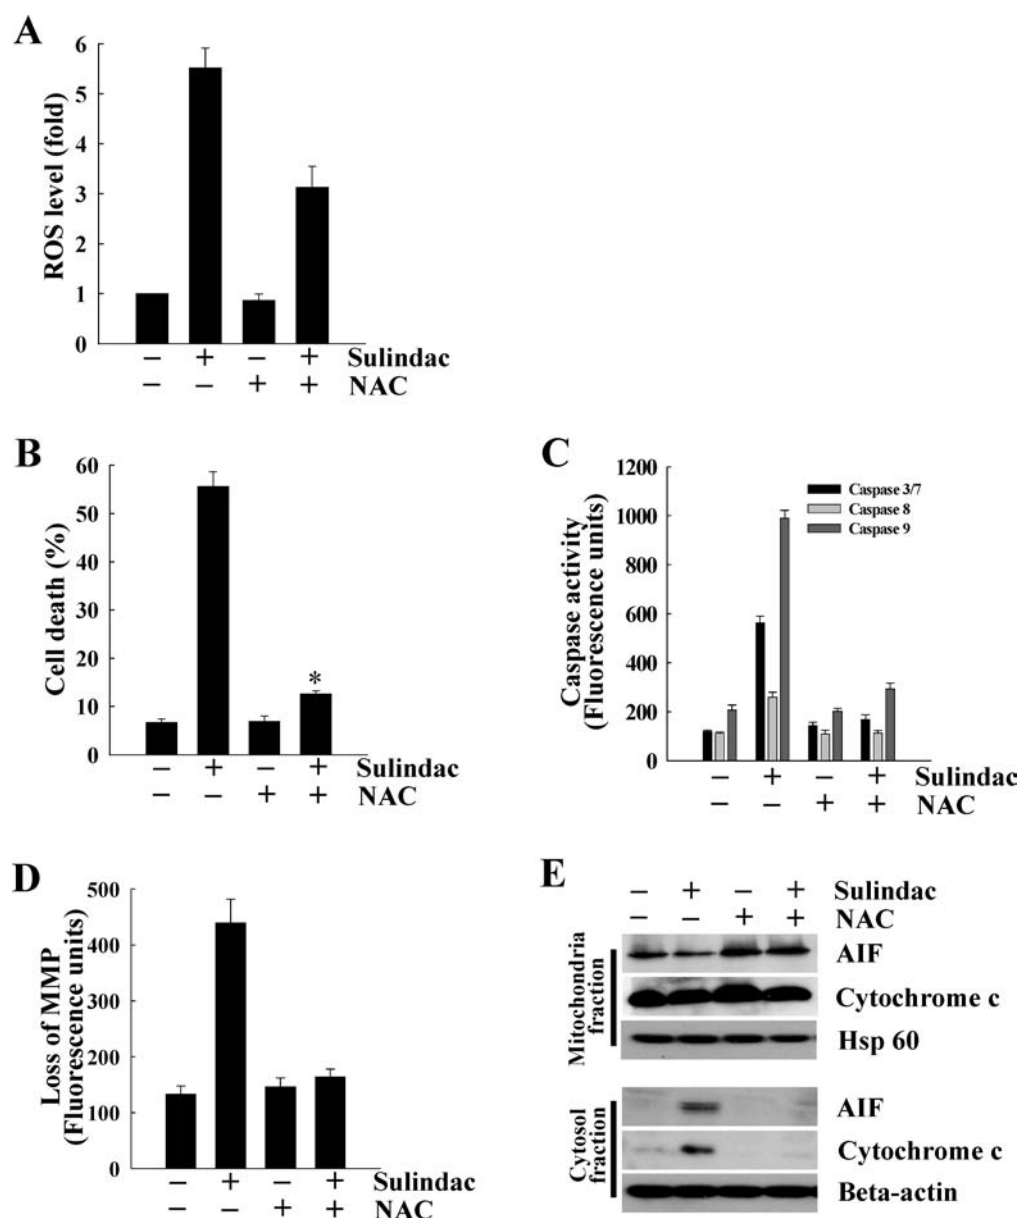 A
6
5
4
3
2
1
0
ROS level (fold)
− + − + Sulindac
− − + + NAC
B
60
50
40
30
20
10
0
Cell death (%)
*
− + − + Sulindac
− − + + NAC
C
1200
1000
800
600
400
200
0
Caspase activity
(Fluorescence units)
Caspase 3/7
Caspase 8
Caspase 9
− + − + Sulindac
− − + + NAC
D
500
400
300
200
100
0
Loss of MMP
(Fluorescence units)
− + − + Sulindac
− − + + NAC
E
− + − + Sulindac
− − + + NAC
Mitochondria
fraction
AIF
Cytochrome c
Hsp 60
Cytosol
fraction
AIF
Cytochrome c
Beta-actin